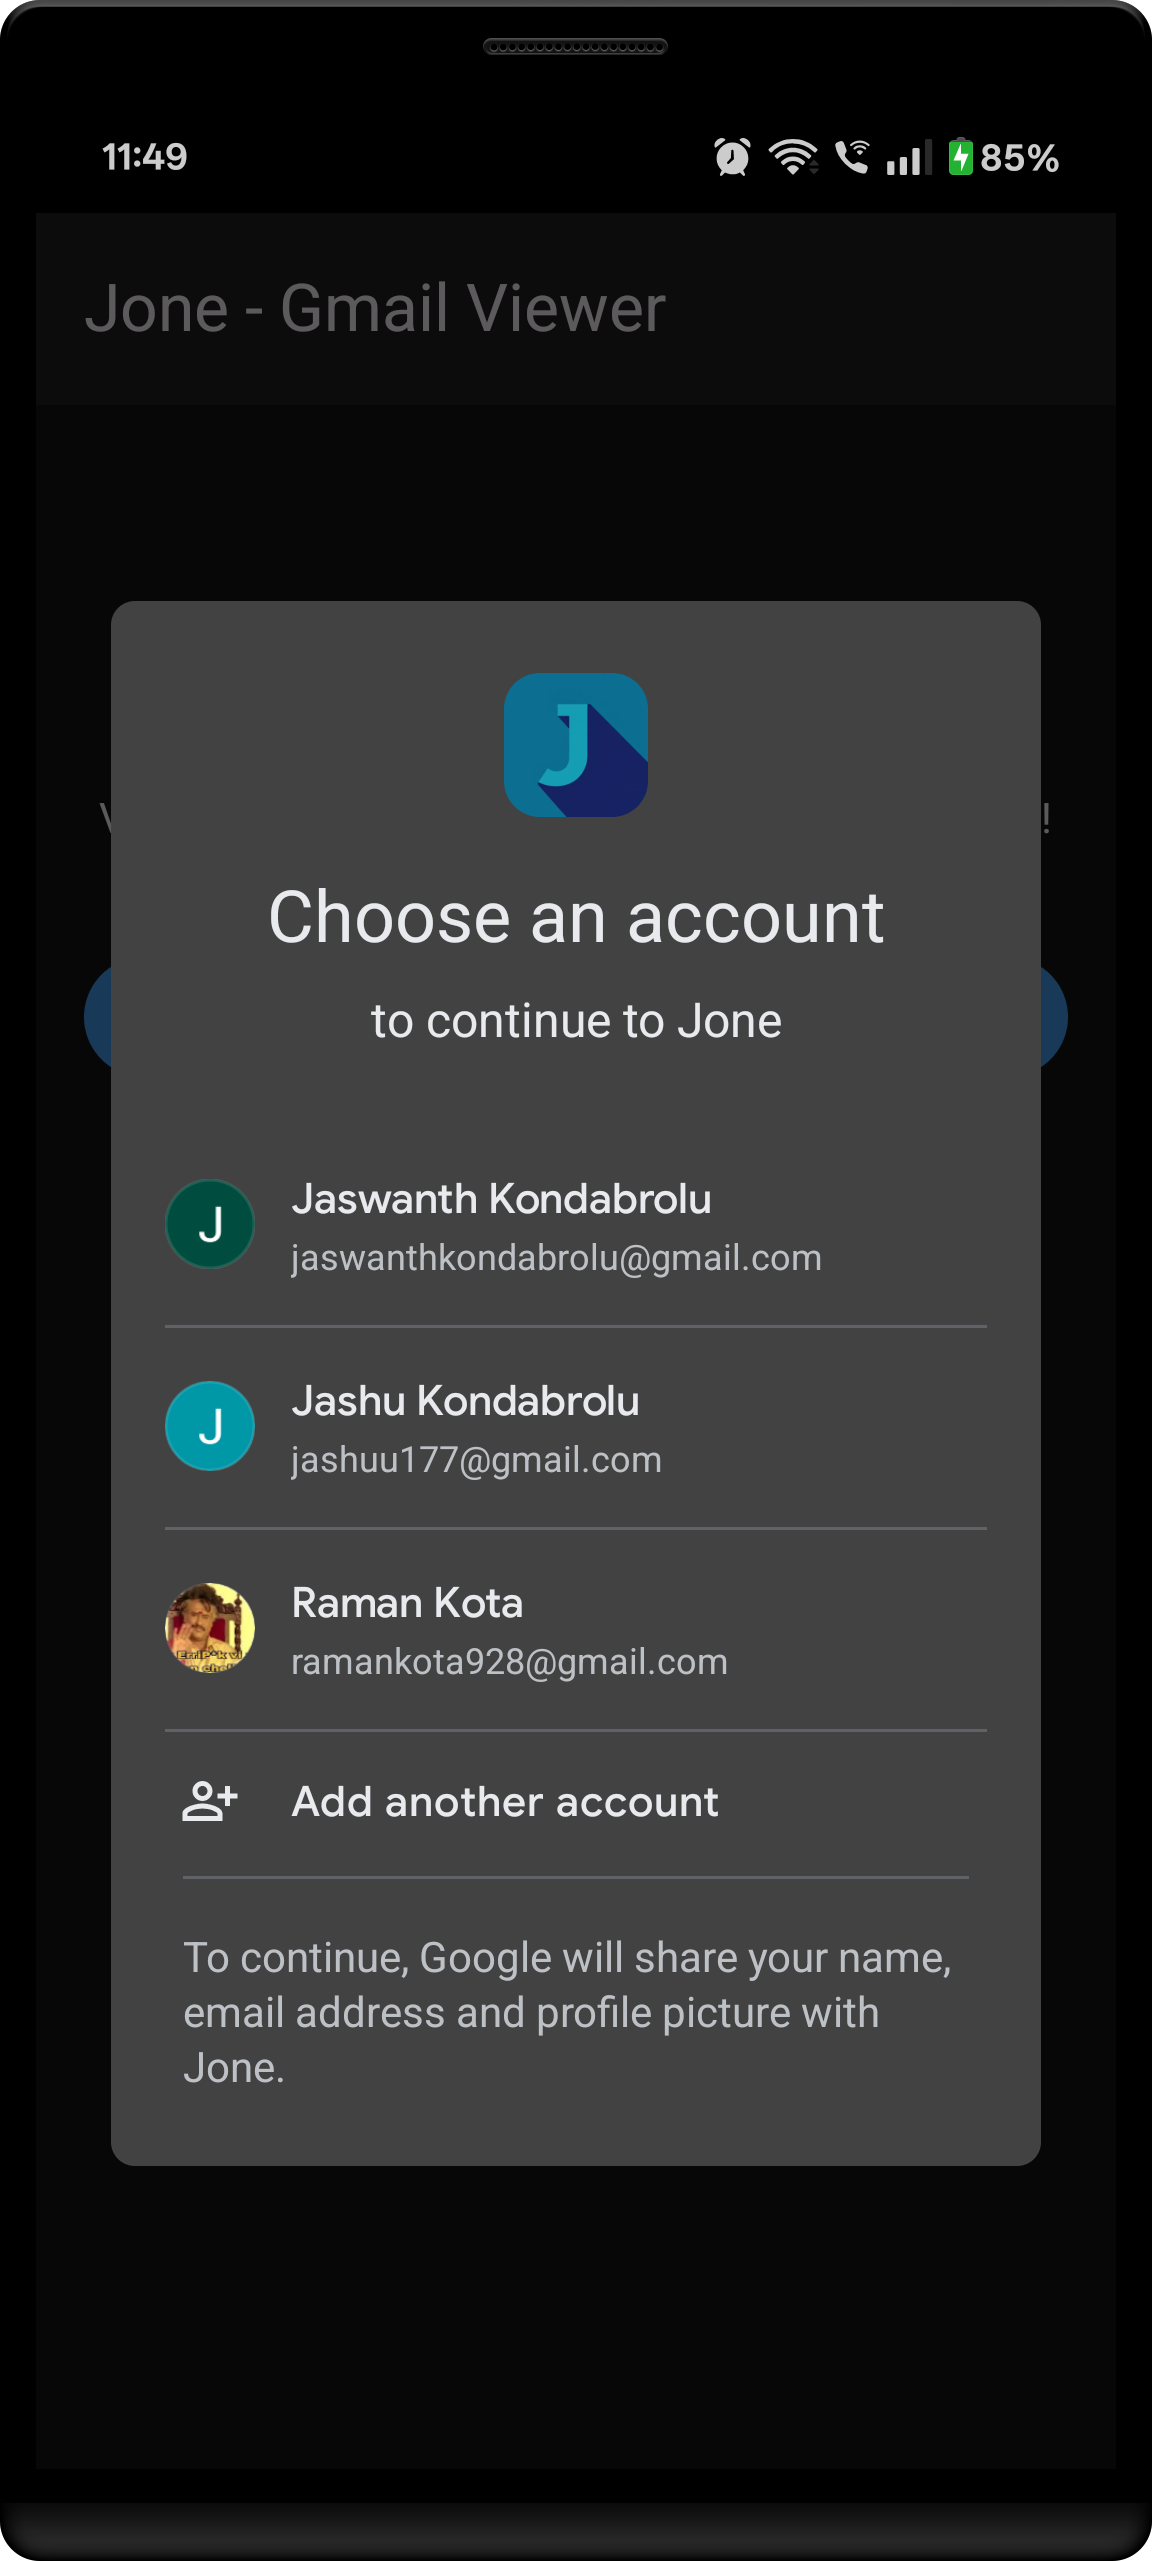 11:49
85%
Jone - Gmail Viewer
!
J
Choose an account
to continue to Jone
J
Jaswanth Kondabrolu
jaswanthkondabrolu@gmail.com
J
Jashu Kondabrolu
jashuu177@gmail.com
Raman Kota
ramankota928@gmail.com
Add another account
To continue, Google will share your name,
email address and profile picture with
Jone.